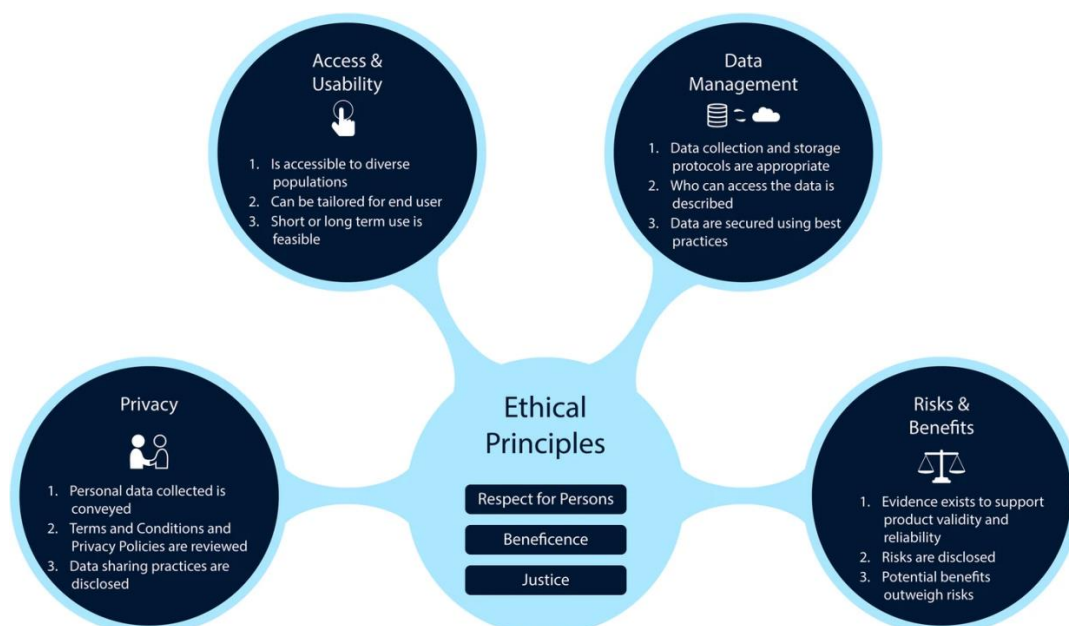 Access &
Usability
1. Is accessible to diverse
populations
2. Can be tailored for end user
3. Short or long term use is
feasible
Data
Management
1. Data collection and storage
protocols are appropriate
2. Who can access the data is
described
3. Data are secured using best
practices
Privacy
1. Personal data collected is
conveyed
2. Terms and Conditions and
Privacy Policies are reviewed
3. Data sharing practices are
disclosed
Ethical
Principles
Respect for Persons
Beneficence
Justice
Risks &
Benefits
1. Evidence exists to support
product validity and
reliability
2. Risks are disclosed
3. Potential benefits
outweigh risks